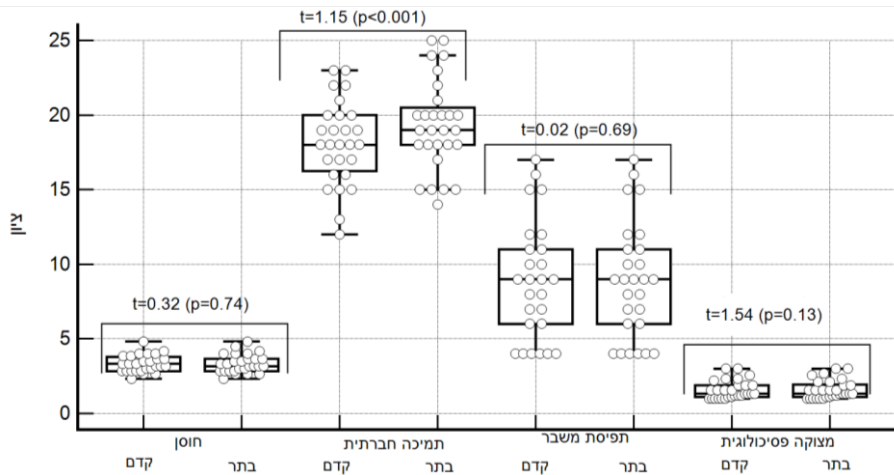 t=1.15 (p<0.001)
25
20
t=0.02 (p=0.69)
15
ציון
10
t=0.32 (p=0.74)
t=1.54 (p=0.13)
5
0
חוסן
תמיכה חברתית
תפיסת משבר
מצוקה פסיכולוגית
קדם
בתר
קדם
בתר
קדם
בתר
קדם
בתר